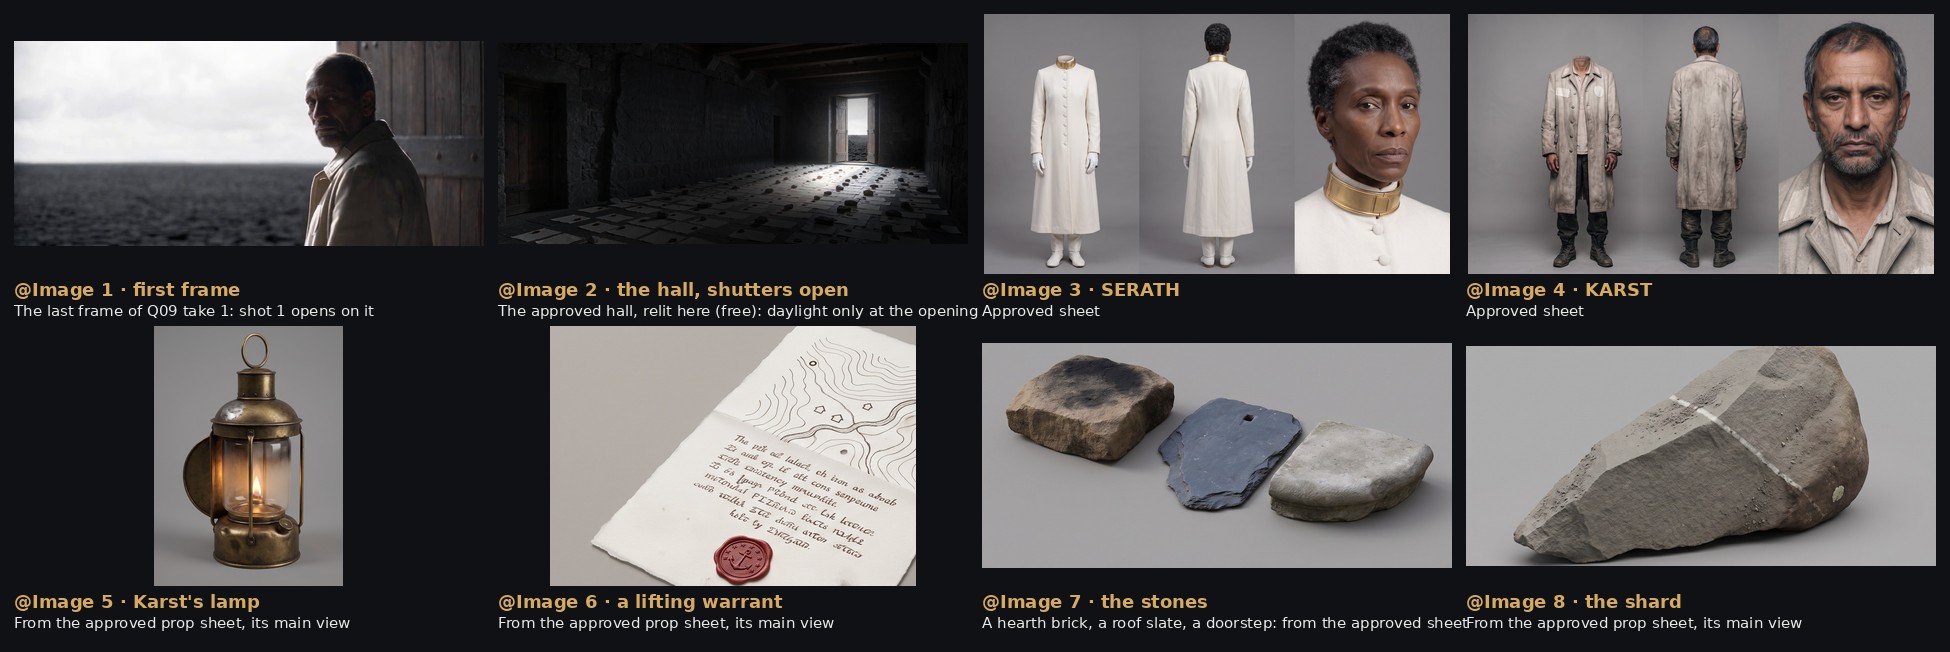 @Image 1 · first frame
The last frame of Q09 take 1: shot 1 opens on it
@Image 2 · the hall, shutters open
The approved hall, relit here (free): daylight only at the opening
@Image 3 · SERATH
Approved sheet
@Image 4 · KARST
Approved sheet
@Image 5 · Karst's lamp
From the approved prop sheet, its main view
@Image 6 · a lifting warrant
From the approved prop sheet, its main view
@Image 7 · the stones
A hearth brick, a roof slate, a doorstep: from the approved sheet
@Image 8 · the shard
From the approved prop sheet, its main view